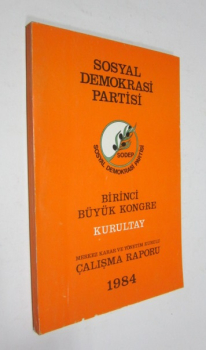 SOSYAL
DEMOKRASİ
PARTİSİ
SODEP
SOSYAL DEMOKRASİ PARTİSİ
BİRİNCİ
BÜYÜK KONGRE
KURULTAY
MERKEZ KARAR VE YÖNETİM KURULU
ÇALIŞMA RAPORU
1984